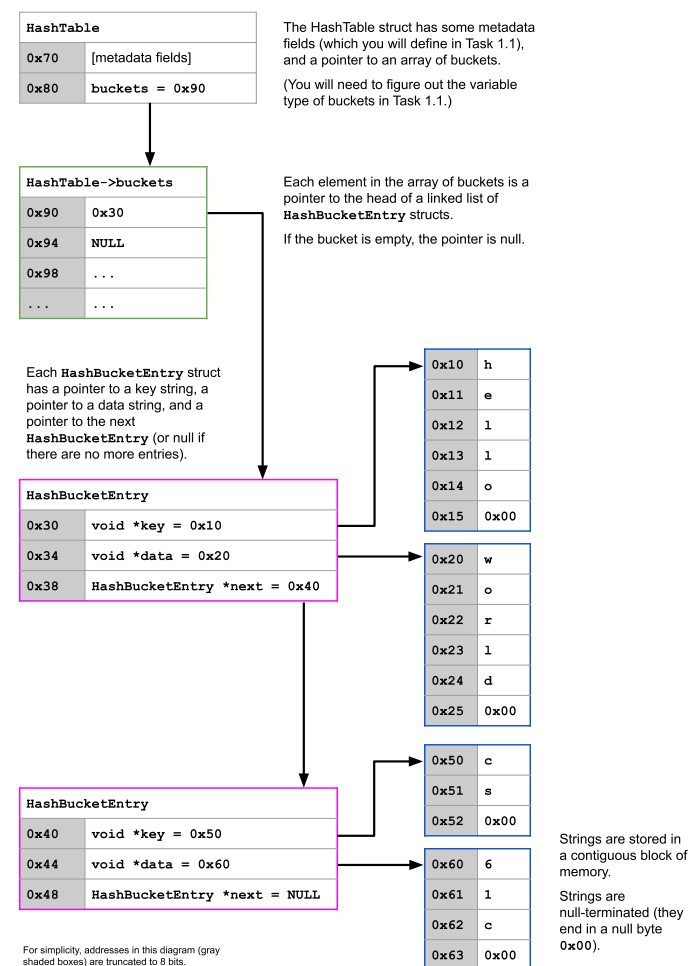 HashTable
0x70 [metadata fields]
0x80 buckets = 0x90
The HashTable struct has some metadata
fields (which you will define in Task 1.1),
and a pointer to an array of buckets.
(You will need to figure out the variable
type of buckets in Task 1.1.)
HashTable->buckets
0x90 0x30
0x94 NULL
0x98 ...
... ...
Each element in the array of buckets is a
pointer to the head of a linked list of
HashBucketEntry structs.
If the bucket is empty, the pointer is null.
Each HashBucketEntry struct
has a pointer to a key string, a
pointer to a data string, and a
pointer to the next
HashBucketEntry (or null if
there are no more entries).
HashBucketEntry
0x30 void *key = 0x10
0x34 void *data = 0x20
0x38 HashBucketEntry *next = 0x40
0x10 h
0x11 e
0x12 l
0x13 l
0x14 o
0x15 0x00
0x20 w
0x21 o
0x22 r
0x23 l
0x24 d
0x25 0x00
HashBucketEntry
0x40 void *key = 0x50
0x44 void *data = 0x60
0x48 HashBucketEntry *next = NULL
0x50 c
0x51 s
0x52 0x00
0x60 6
0x61 1
0x62 c
0x63 0x00
Strings are stored in
a contiguous block of
memory.
Strings are
null-terminated (they
end in a null byte
0x00).
For simplicity, addresses in this diagram (gray
shaded boxes) are truncated to 8 bits.